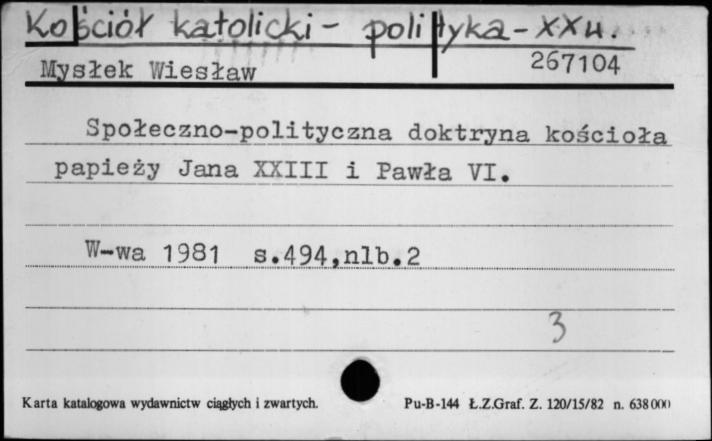 Kościół katolicki - polityka - XX w.
Mysłek Wiesław 267104
Społeczno-polityczna doktryna kościoła
papieży Jana XXIII i Pawła VI.
W-wa 1981 s.494,nlb.2
3
Karta katalogowa wydawnictw ciągłych i zwartych. Pu-B-144 Ł.Z.Graf. Z. 120/15/82 n. 638000